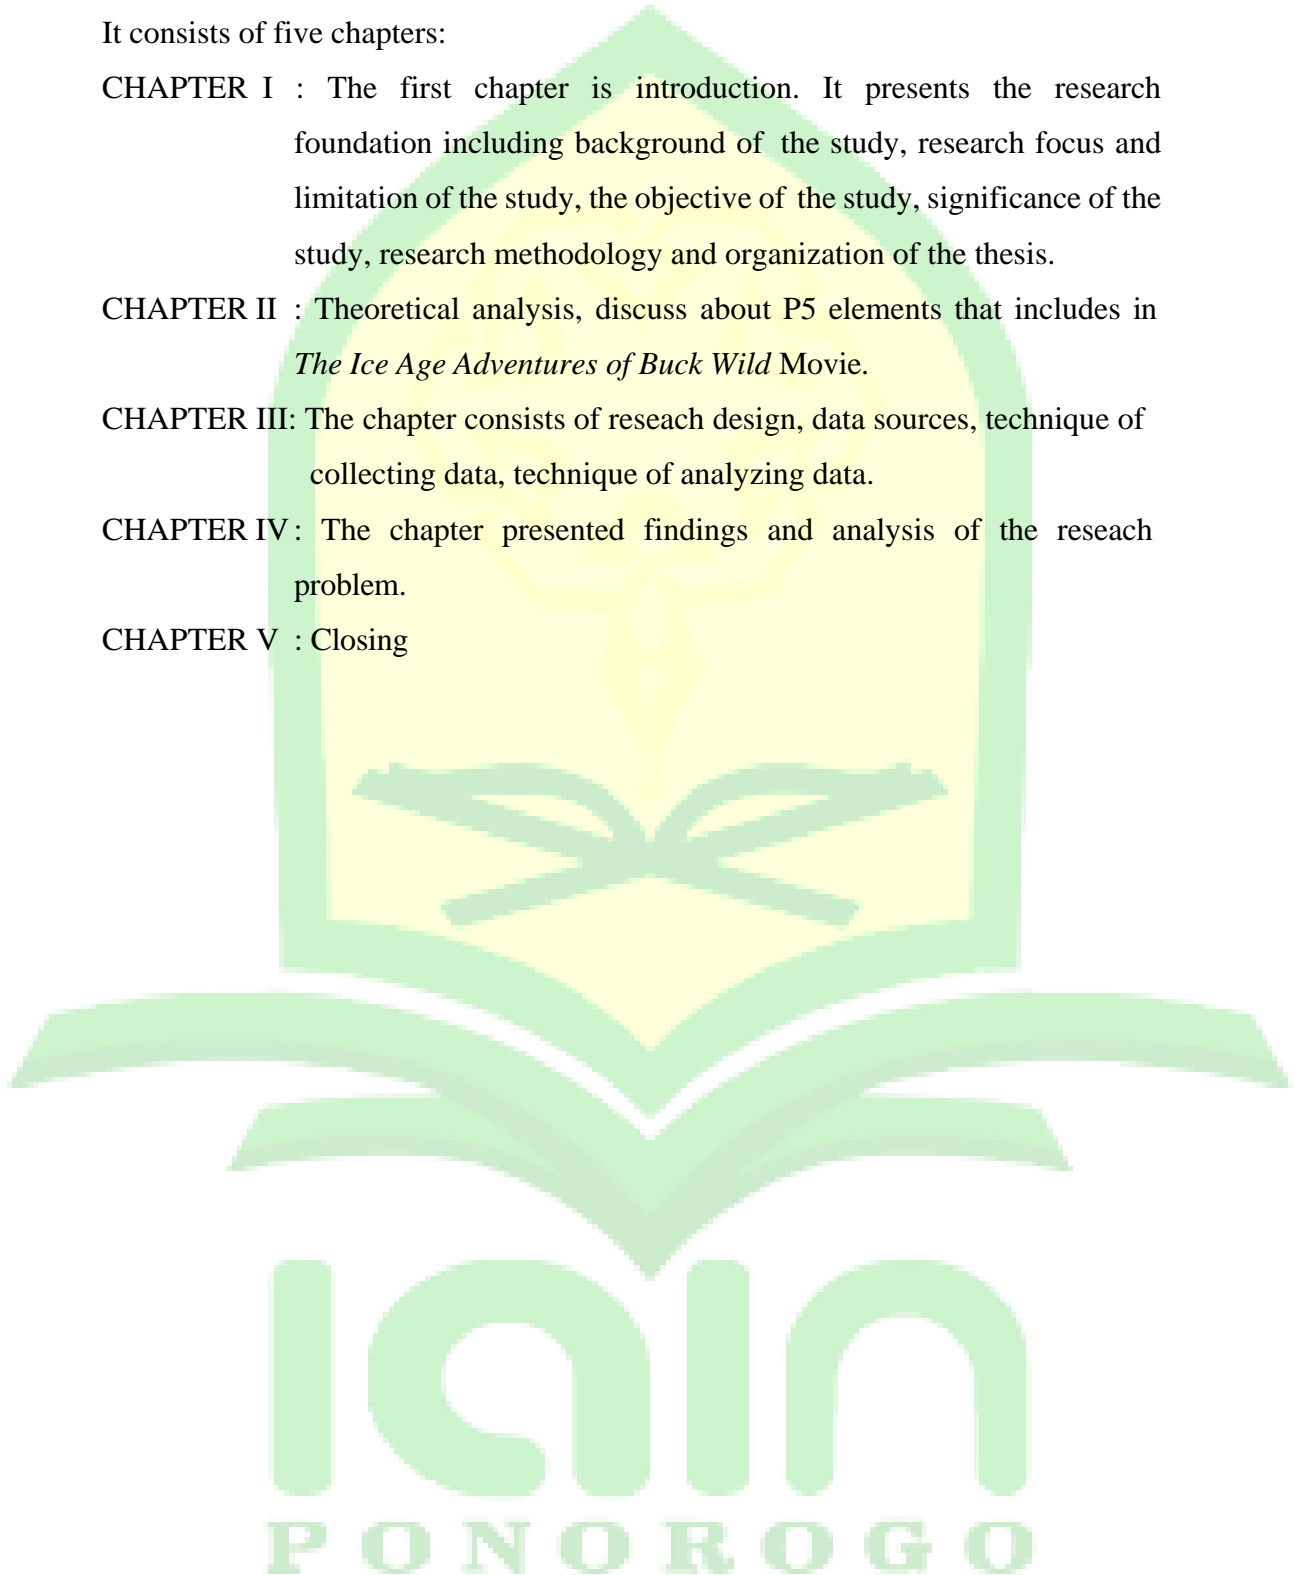 It consists of five chapters:
CHAPTER I : The first chapter is introduction. It presents the research
foundation including background of the study, research focus and
limitation of the study, the objective of the study, significance of the
study, research methodology and organization of the thesis.
CHAPTER II : Theoretical analysis, discuss about P5 elements that includes in
The Ice Age Adventures of Buck Wild Movie.
CHAPTER III: The chapter consists of reseach design, data sources, technique of
collecting data, technique of analyzing data.
CHAPTER IV : The chapter presented findings and analysis of the reseach
problem.
CHAPTER V : Closing
iain
PONOROGO